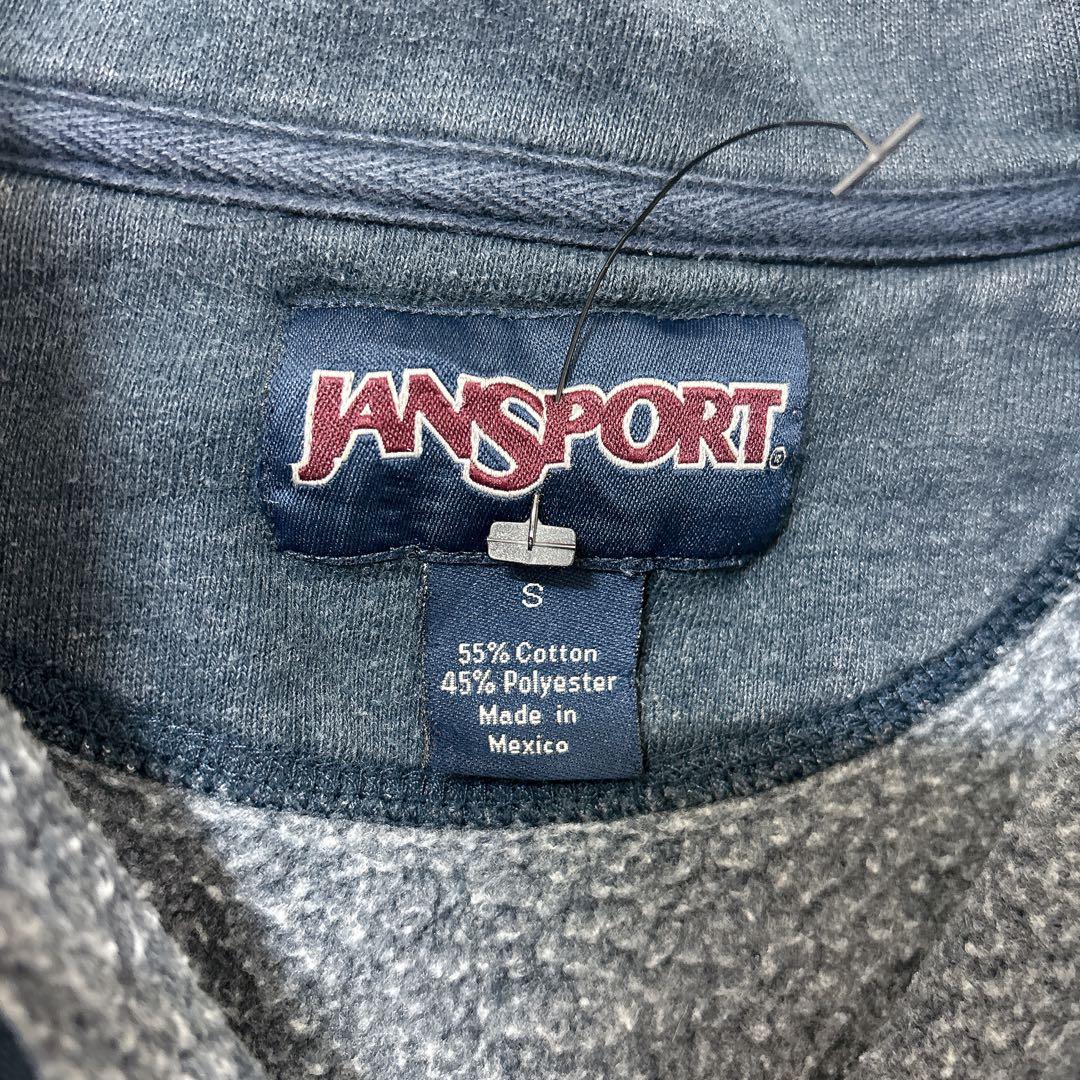 JANSPORT®
S
55% Cotton
45% Polyester
Made in
Mexico